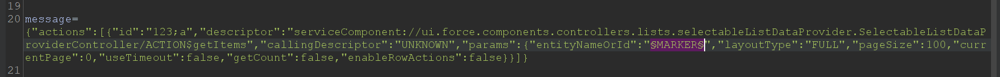 19
20 message=
{"actions":[{"id":"123;a","descriptor":"serviceComponent://ui.force.components.controllers.lists.selectableListDataProvider.SelectableListDataP
roviderController/ACTION$getItems","callingDescriptor":"UNKNOWN","params":{"entityNameOrId":"§MARKER§","layoutType":"FULL","pageSize":100,"curr
entPage":0,"useTimeout":false,"getCount":false,"enableRowActions":false}}]}
21